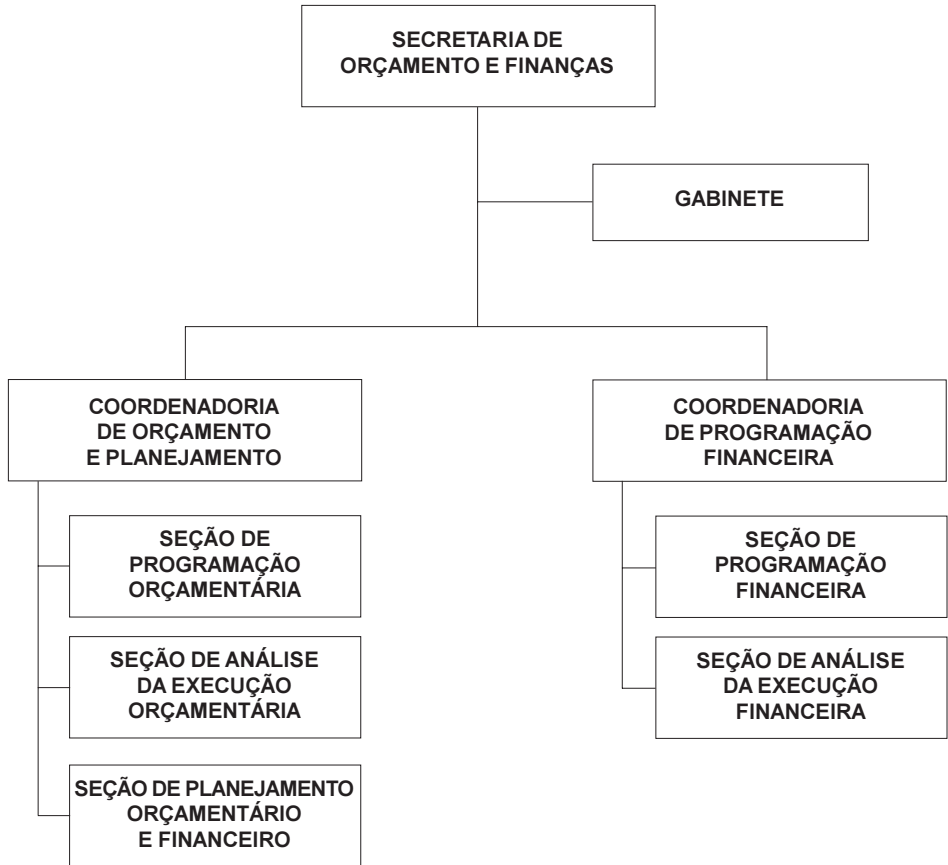 SECRETARIA DE
ORÇAMENTO E FINANÇAS
GABINETE
COORDENADORIA
DE ORÇAMENTO
E PLANEJAMENTO
SEÇÃO DE
PROGRAMAÇÃO
ORÇAMENTÁRIA
SEÇÃO DE ANÁLISE
DA EXECUÇÃO
ORÇAMENTÁRIA
SEÇÃO DE PLANEJAMENTO
ORÇAMENTÁRIO
E FINANCEIRO
COORDENADORIA
DE PROGRAMAÇÃO
FINANCEIRA
SEÇÃO DE
PROGRAMAÇÃO
FINANCEIRA
SEÇÃO DE ANÁLISE
DA EXECUÇÃO
FINANCEIRA